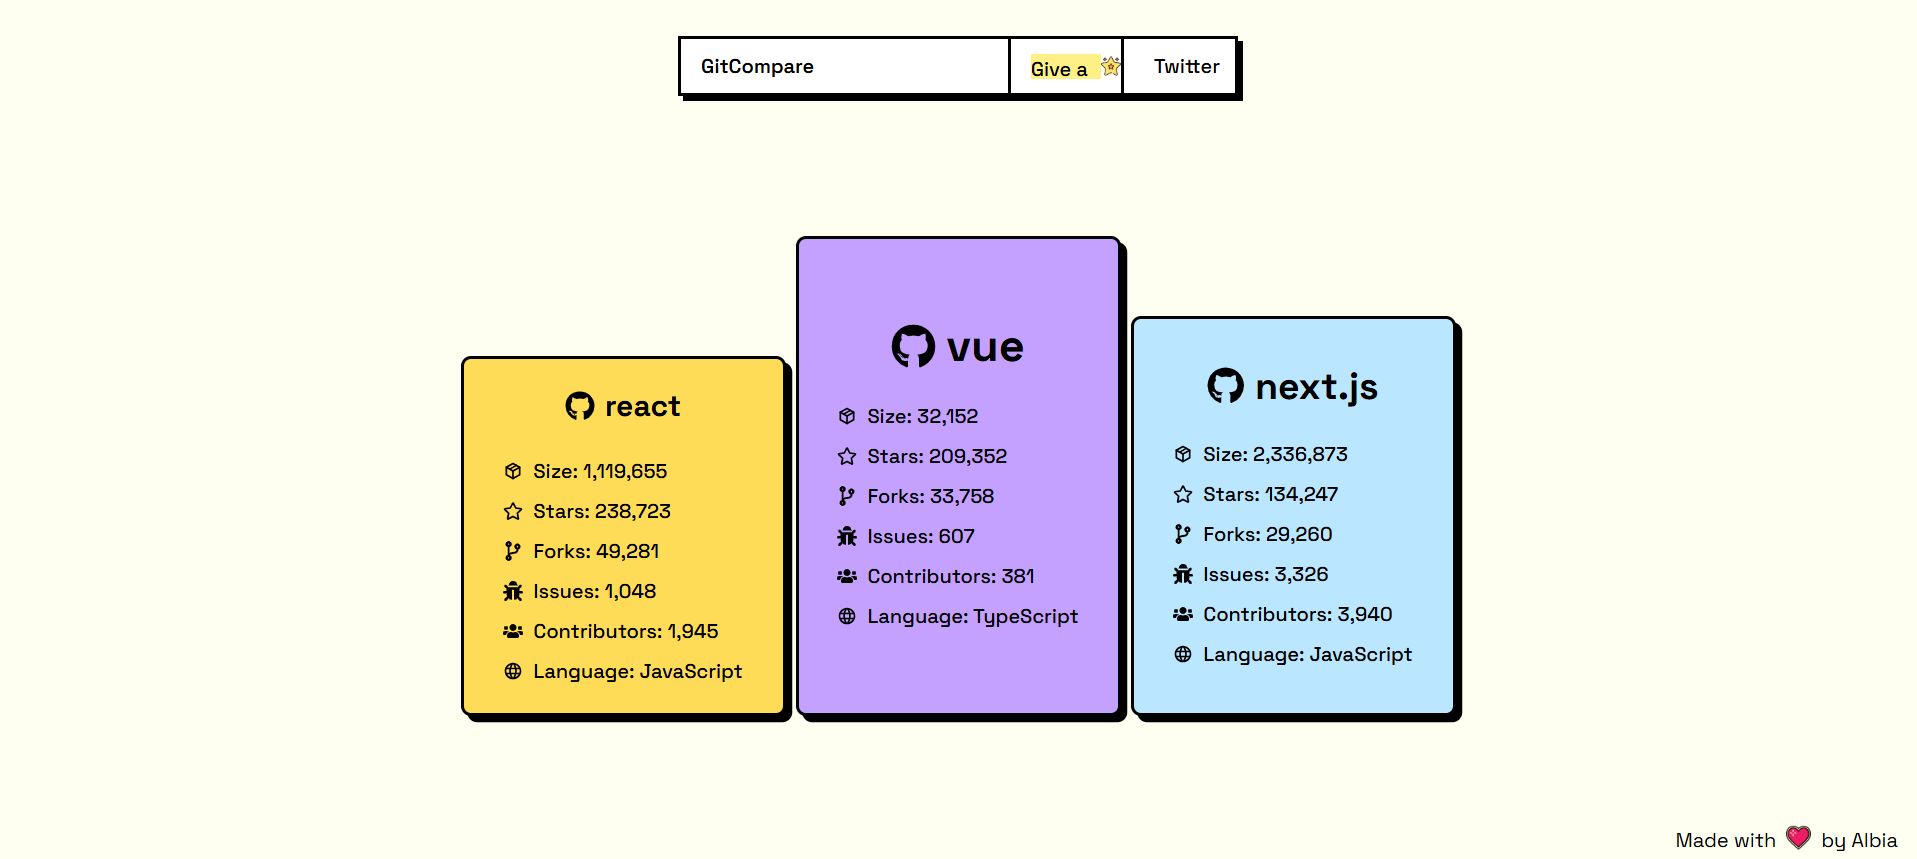 GitCompare
Give a
Twitter
react
Size: 1,119,655
Stars: 238,723
Forks: 49,281
Issues: 1,048
Contributors: 1,945
Language: JavaScript
vue
Size: 32,152
Stars: 209,352
Forks: 33,758
Issues: 607
Contributors: 381
Language: TypeScript
next.js
Size: 2,336,873
Stars: 134,247
Forks: 29,260
Issues: 3,326
Contributors: 3,940
Language: JavaScript
Made with 💖 by Albia